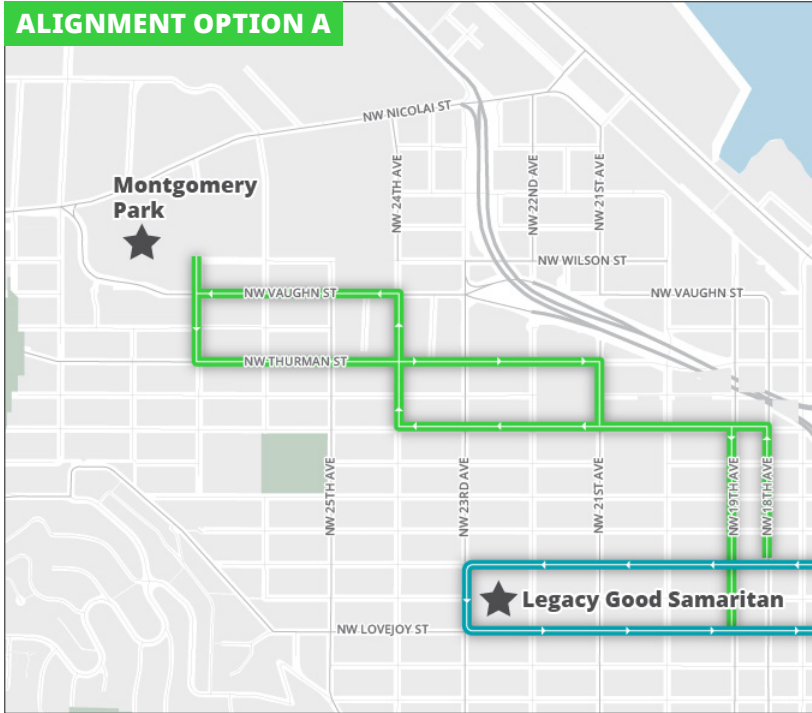 ALIGNMENT OPTION A
NW NICOLAI ST
NW 24TH AVE
NW 22ND AVE
NW 21ST AVE
Montgomery
Park
NW WILSON ST
NW VAUGHN ST
NW VAUGHN ST
NW THURMAN ST
NW 25TH AVE
NW 23RD AVE
NW 21ST AVE
NW 19TH AVE
NW 18TH AVE
Legacy Good Samaritan
NW LOVEJOY ST